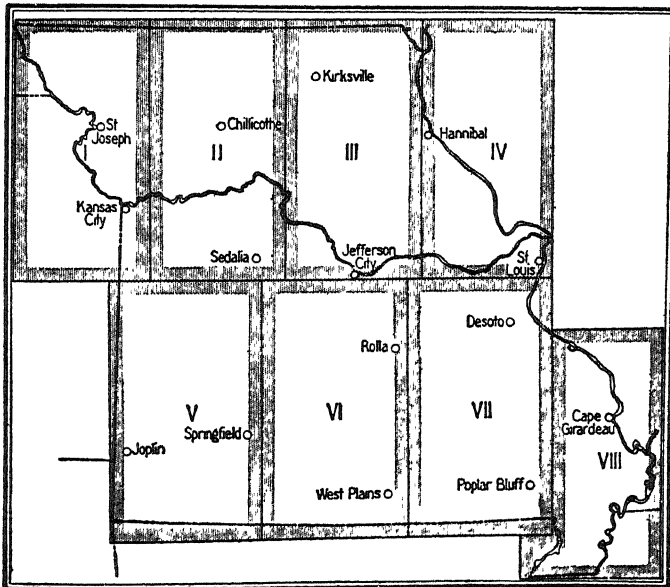 Kirksville
St
Joseph
Chillicothe
Hannibal
I
II
III
IV
Kansas
City
Sedalia
Jefferson
City
St.
Louis
Desoto
Rolla
V
VI
VII
Cape
Girardeau
Springfield
Joplin
VIII
West Plains
Poplar Bluff